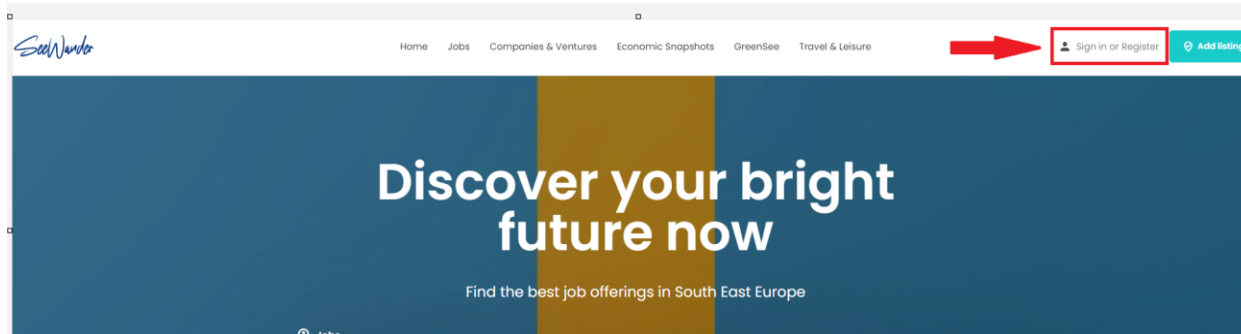 SeeWander
Home Jobs Companies & Ventures Economic Snapshots GreenSee Travel & Leisure
Sign in or Register
Add listing
Discover your bright
future now
Find the best job offerings in South East Europe
Jobs